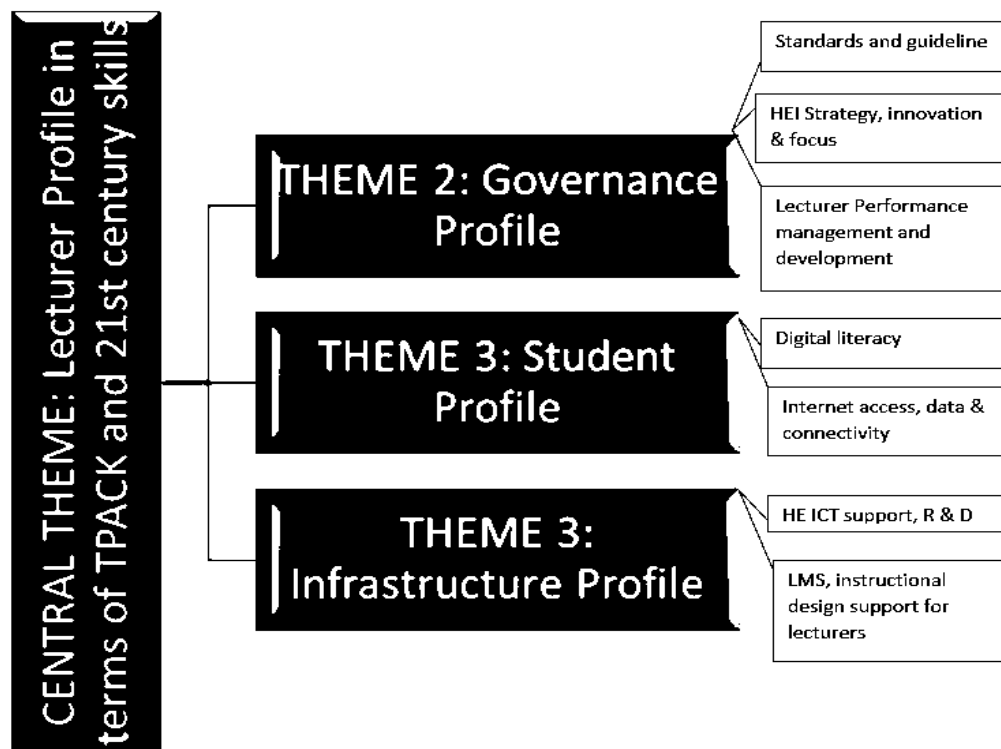 CENTRAL THEME: Lecturer Profile in
terms of TPACK and 21st century skills
THEME 2: Governance
Profile
Standards and guideline
HEI Strategy, innovation
& focus
Lecturer Performance
management and
development
THEME 3: Student
Profile
Digital literacy
Internet access, data &
connectivity
THEME 3:
Infrastructure Profile
HE ICT support, R & D
LMS, instructional
design support for
lecturers